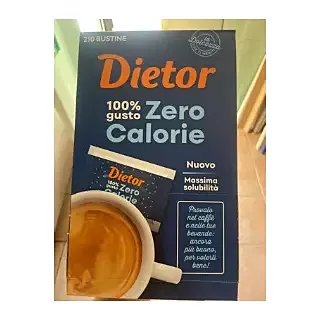 210 BUSTINE
Dietor
100%
gusto
Zero
Calorie
Nuovo
Massima
solubilità
Dietor
100%
gusto
Zero
Calorie
Provalo
nel caffè
e nelle tue
bevande:
ancora
più buono,
per volerti
bene!